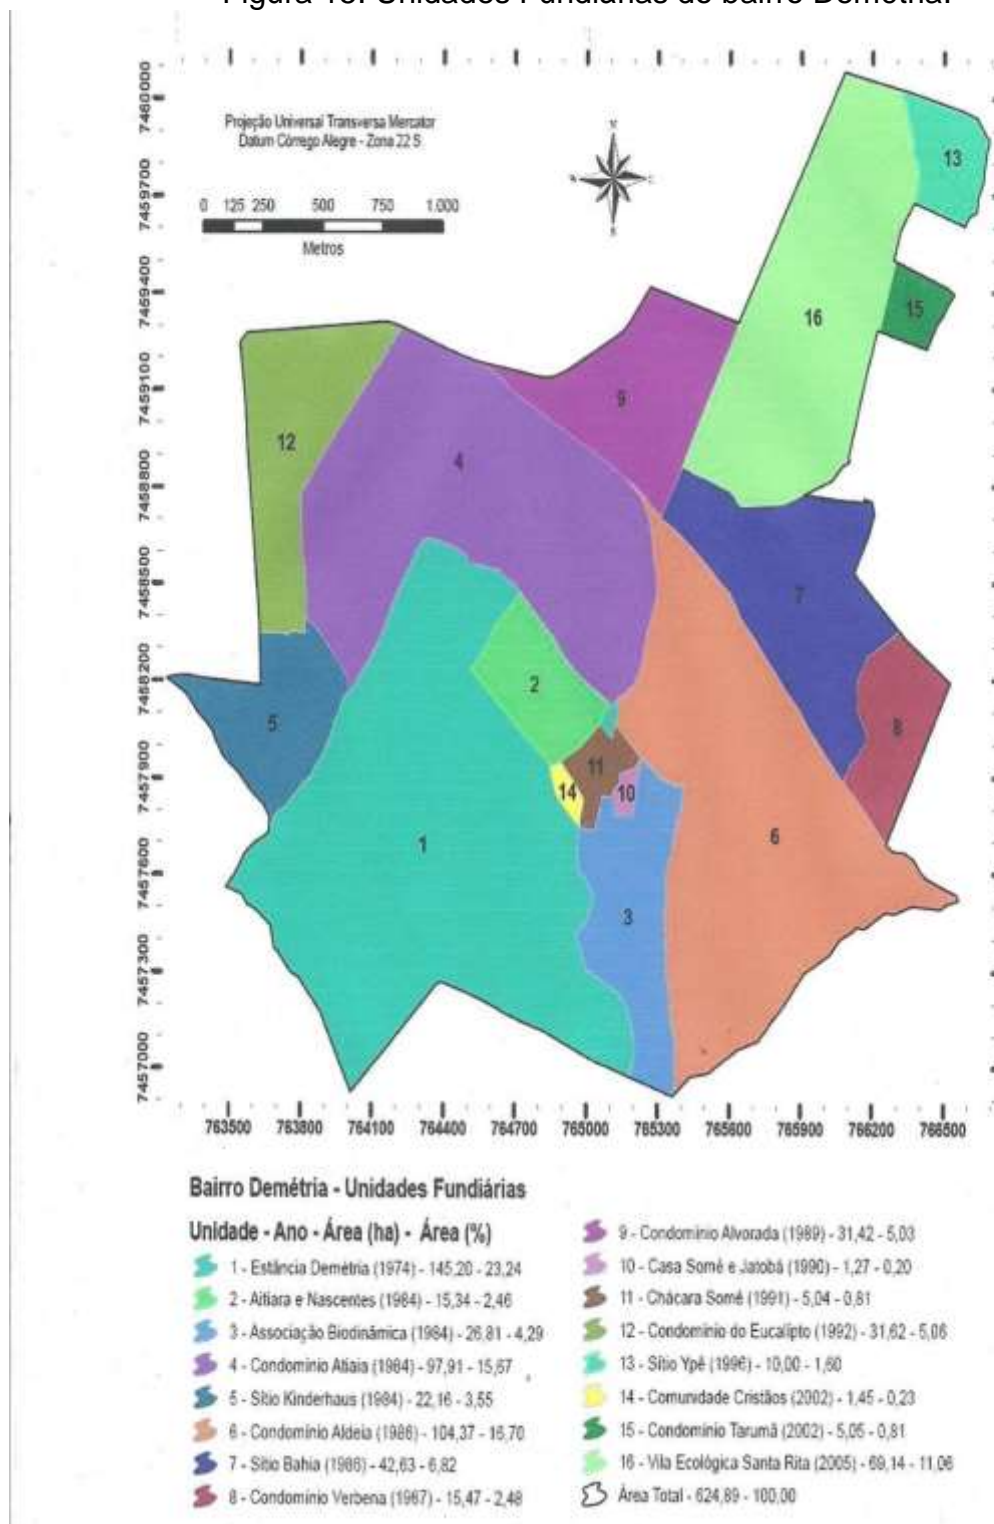 Figura 18: Unidades Fundiárias do bairro Demétria.
Projeção Universal Transversa Mercator
Datum Córrego Alegre - Zona 22 S
0 125 250 500 750 1.000
Metros
N
S
7460000
7459700
7459400
7459100
7458800
7458500
7458200
7457900
7457600
7457300
7457000
13
16
15
9
12
4
7
2
5
8
11
14
10
1
6
3
763500 763800 764100 764400 764700 765000 765300 765600 765900 766200 766500
Bairro Demétria - Unidades Fundiárias
Unidade - Ano - Área (ha) - Área (%)
1 - Estância Demétria (1974) - 145,20 - 23,24
2 - Aitiara e Nascentes (1984) - 15,34 - 2,46
3 - Associação Biodinâmica (1984) - 26,81 - 4,29
4 - Condomínio Atiaia (1984) - 97,91 - 15,67
5 - Sítio Kinderhaus (1984) - 22,16 - 3,55
6 - Condomínio Aldeia (1986) - 104,37 - 16,70
7 - Sítio Bahia (1986) - 42,63 - 6,82
8 - Condomínio Verbena (1987) - 15,47 - 2,48
9 - Condomínio Alvorada (1989) - 31,42 - 5,03
10 - Casa Somé e Jatobá (1990) - 1,27 - 0,20
11 - Chácara Somé (1991) - 5,04 - 0,81
12 - Condomínio do Eucalipto (1992) - 31,62 - 5,06
13 - Sítio Ypê (1996) - 10,00 - 1,60
14 - Comunidade Cristãos (2002) - 1,45 - 0,23
15 - Condomínio Tarumã (2002) - 5,05 - 0,81
16 - Vila Ecológica Santa Rita (2005) - 69,14 - 11,06
Área Total - 624,89 - 100,00